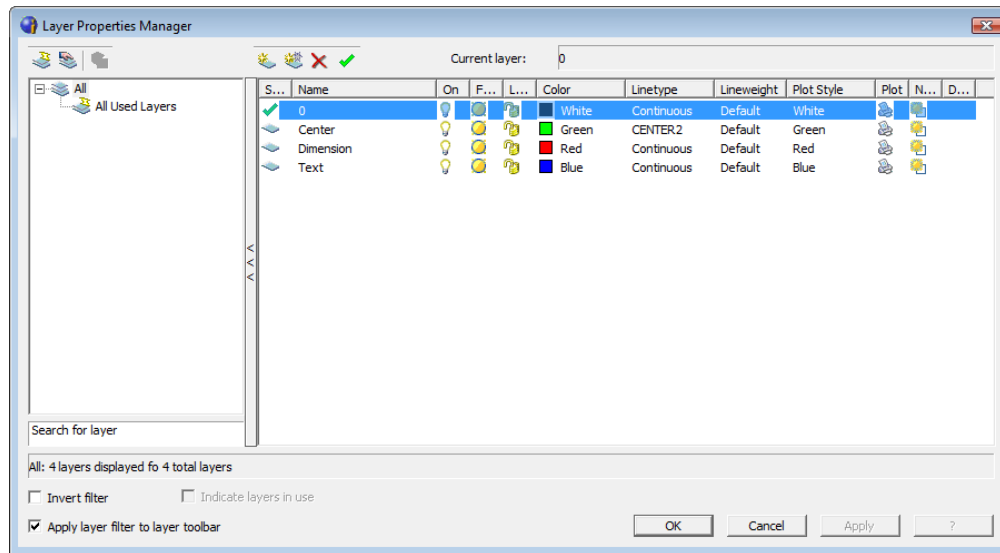 Layer Properties Manager
Current layer: 0
All
All Used Layers
S... Name On F... L... Color Linetype Lineweight Plot Style Plot N... D...
0 White Continuous Default White
Center Green CENTER2 Default Green
Dimension Red Continuous Default Red
Text Blue Continuous Default Blue
<
<
<
Search for layer
All: 4 layers displayed fo 4 total layers
Invert filter Indicate layers in use
Apply layer filter to layer toolbar OK Cancel Apply ?